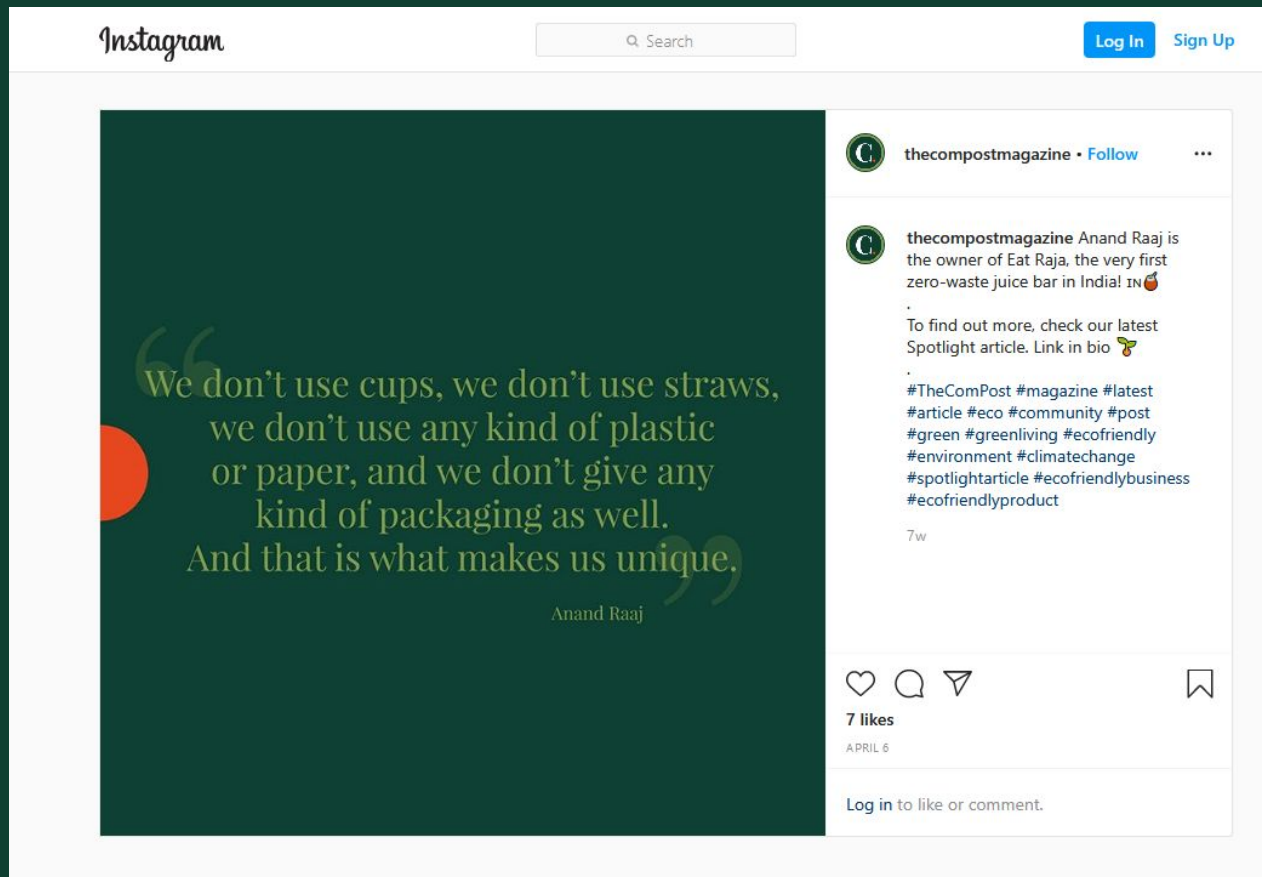 Instagram
Search
Log In
Sign Up
“
We don’t use cups, we don’t use straws,
we don’t use any kind of plastic
or paper, and we don’t give any
kind of packaging as well.
And that is what makes us unique.
”
Anand Raaj
C.
thecompostmagazine • Follow
C.
thecompostmagazine Anand Raaj is
the owner of Eat Raja, the very first
zero-waste juice bar in India! IN
.
To find out more, check our latest
Spotlight article. Link in bio
.
#TheComPost #magazine #latest
#article #eco #community #post
#green #greenliving #ecofriendly
#environment #climatechange
#spotlightarticle #ecofriendlybusiness
#ecofriendlyproduct
7w
7 likes
APRIL 6
Log in to like or comment.